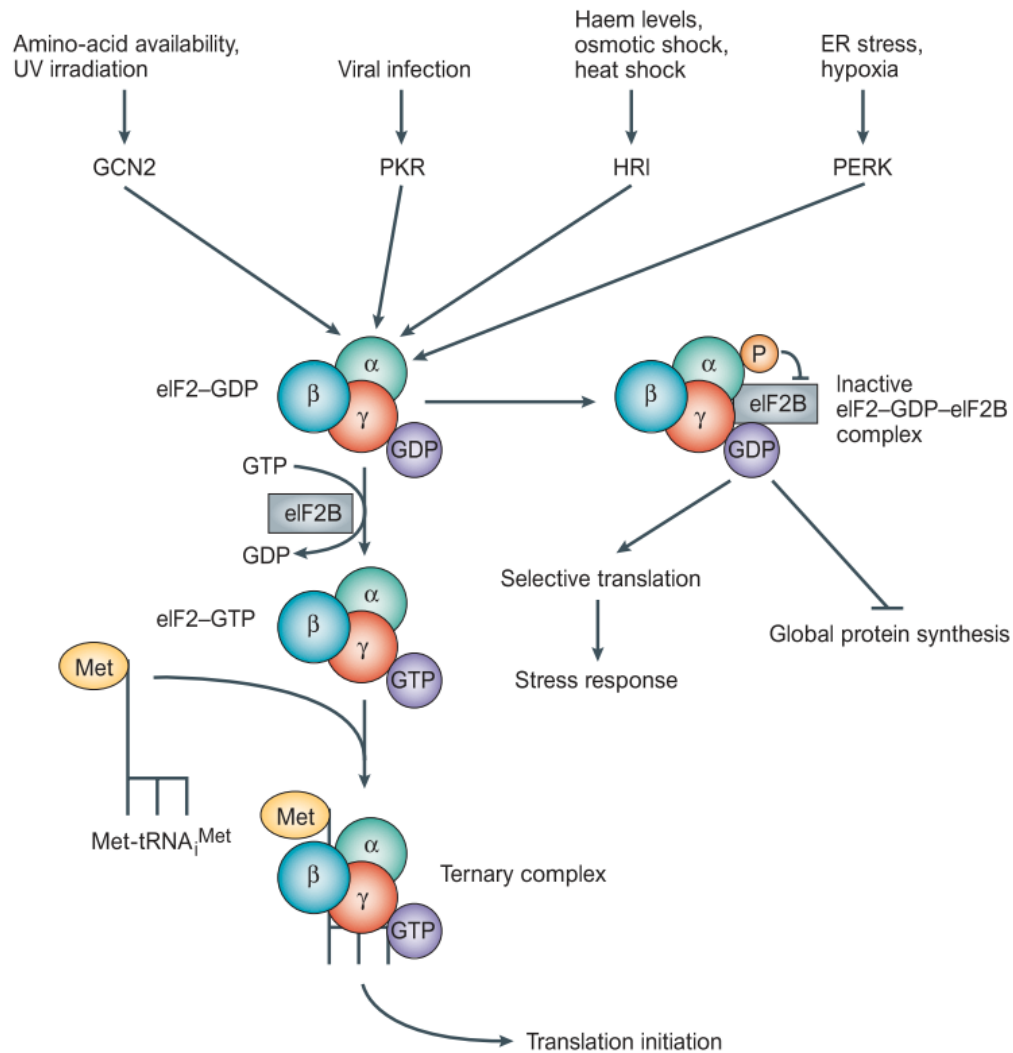 Amino-acid availability,
UV irradiation
Viral infection
Haem levels,
osmotic shock,
heat shock
ER stress,
hypoxia
GCN2
PKR
HRI
PERK
eIF2–GDP
α
β
γ
GDP
α
P
β
γ
eIF2B
GDP
Inactive
eIF2–GDP–eIF2B
complex
GTP
eIF2B
GDP
Selective translation
Global protein synthesis
Stress response
eIF2–GTP
α
β
γ
GTP
Met
Met-tRNAiMet
Met
α
β
γ
GTP
Ternary complex
Translation initiation